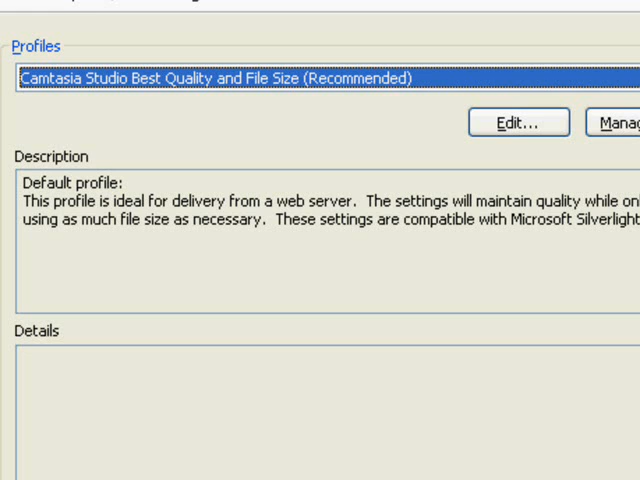 Profiles
Camtasia Studio Best Quality and File Size (Recommended)
Edit...
Description
Default profile:
This profile is ideal for delivery from a web server. The settings will maintain quality while
using as much file size as necessary. These settings are compatible with Microsoft Silverlight
Details